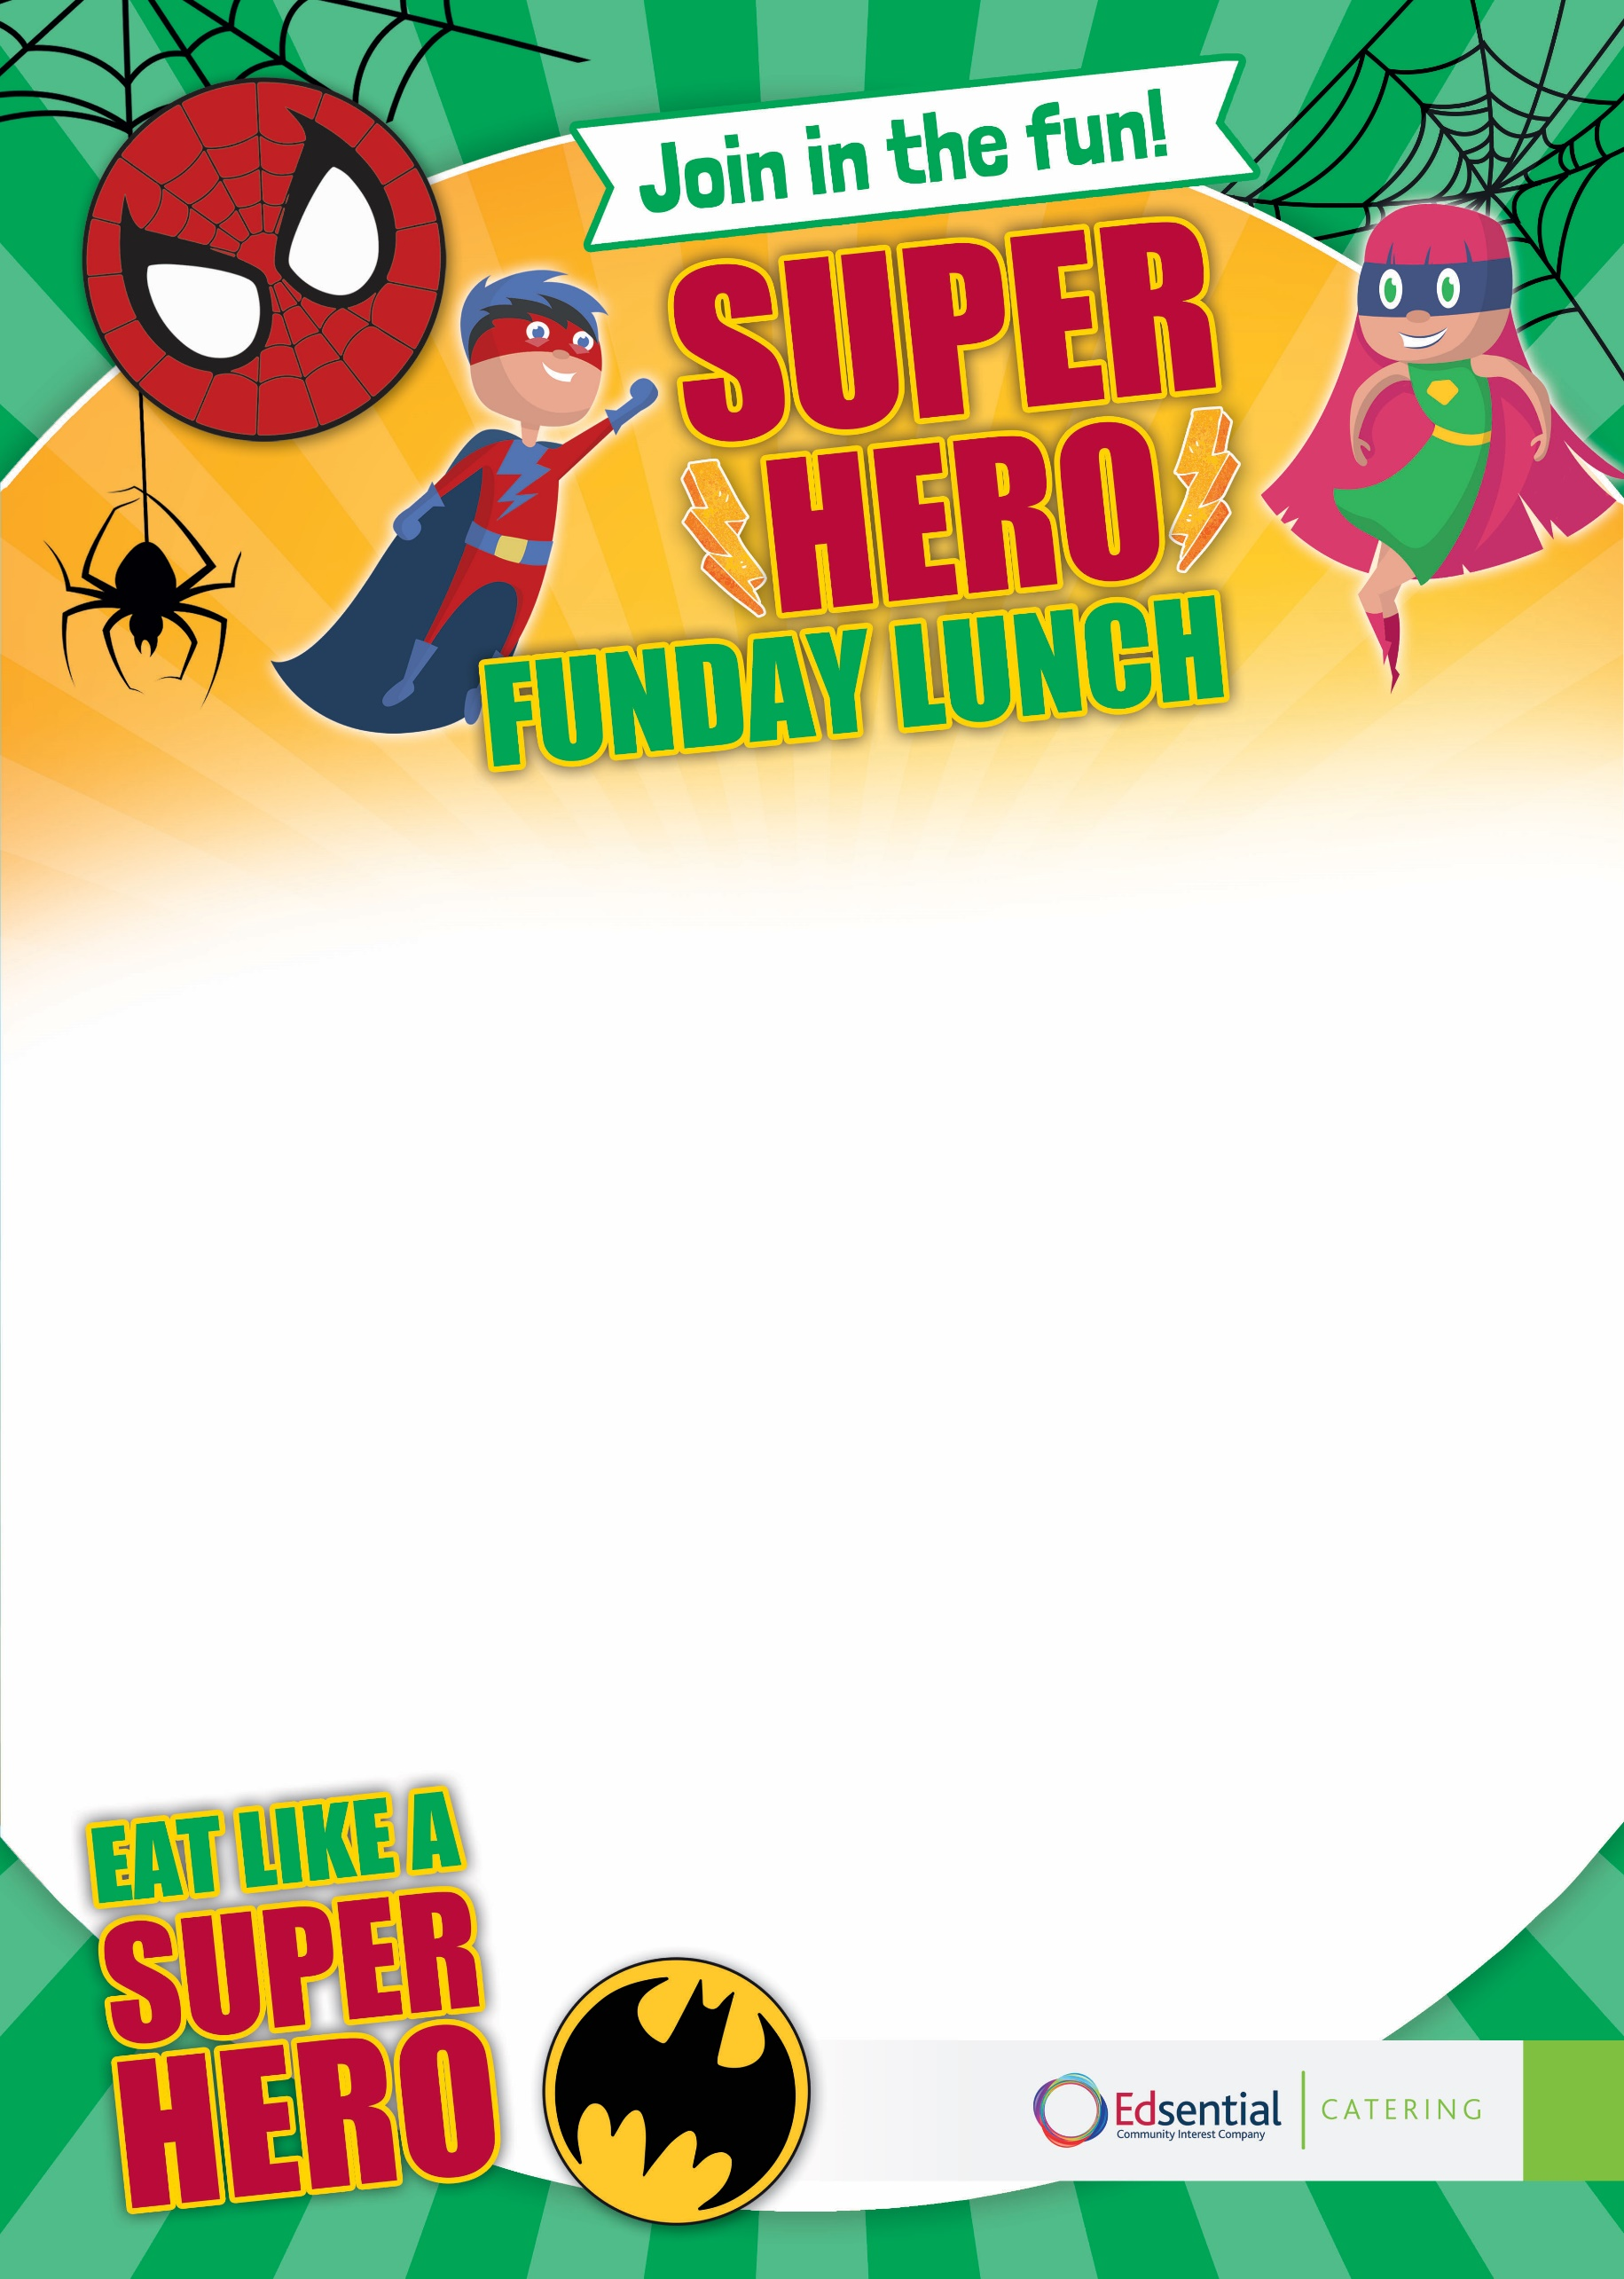 Join in the fun!
SUPER
HERO
FUNDAY LUNCH
EAT LIKE A
SUPER
HERO
Edsential
Community Interest Company
CATERING